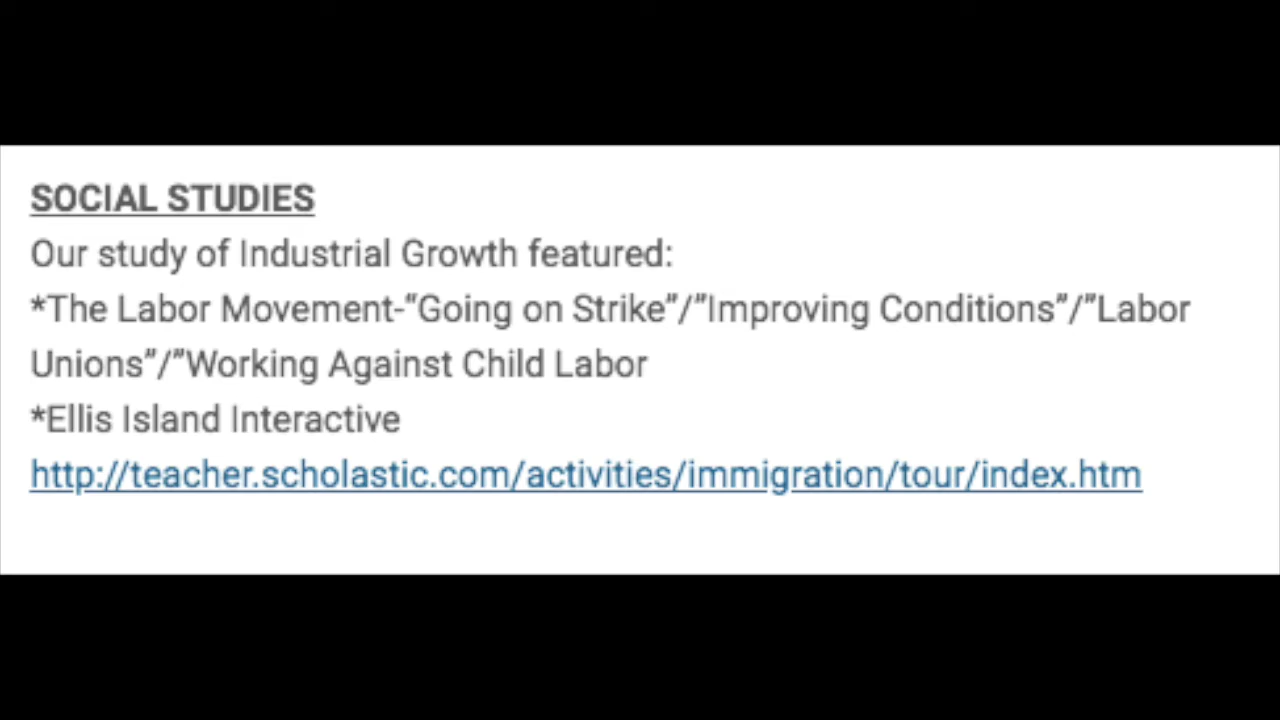 SOCIAL STUDIES
Our study of Industrial Growth featured:
*The Labor Movement-“Going on Strike”/”Improving Conditions”/”Labor
Unions”/”Working Against Child Labor
*Ellis Island Interactive
http://teacher.scholastic.com/activities/immigration/tour/index.htm